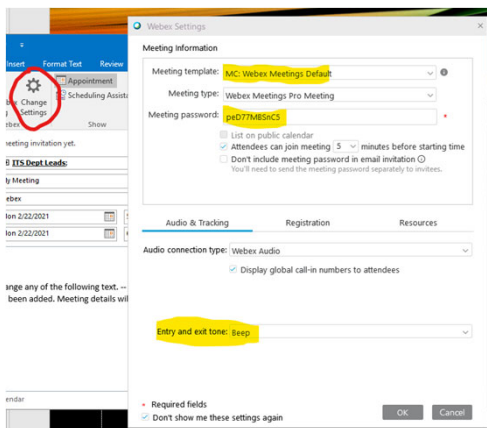 Webex Settings
Meeting Information
Meeting template: MC: Webex Meetings Default
Meeting type: Webex Meetings Pro Meeting
Meeting password: peD77MBSnC5 *
List on public calendar
Attendees can join meeting 5 minutes before starting time
Don't include meeting password in email invitation
You'll need to send the meeting password separately to invitees.
Audio & Tracking Registration Resources
Audio connection type: Webex Audio
Display global call-in numbers to attendees
Entry and exit tone: Beep
* Required fields
Don't show me these settings again
OK Cancel
Insert Format Text Review
Appointment
Scheduling Assista
Change
Settings
Show
meeting invitation yet.
ITS Dept Leads;
ly Meeting
ebex
on 2/22/2021
on 2/22/2021
ange any of the following text. --
been added. Meeting details wil
endar